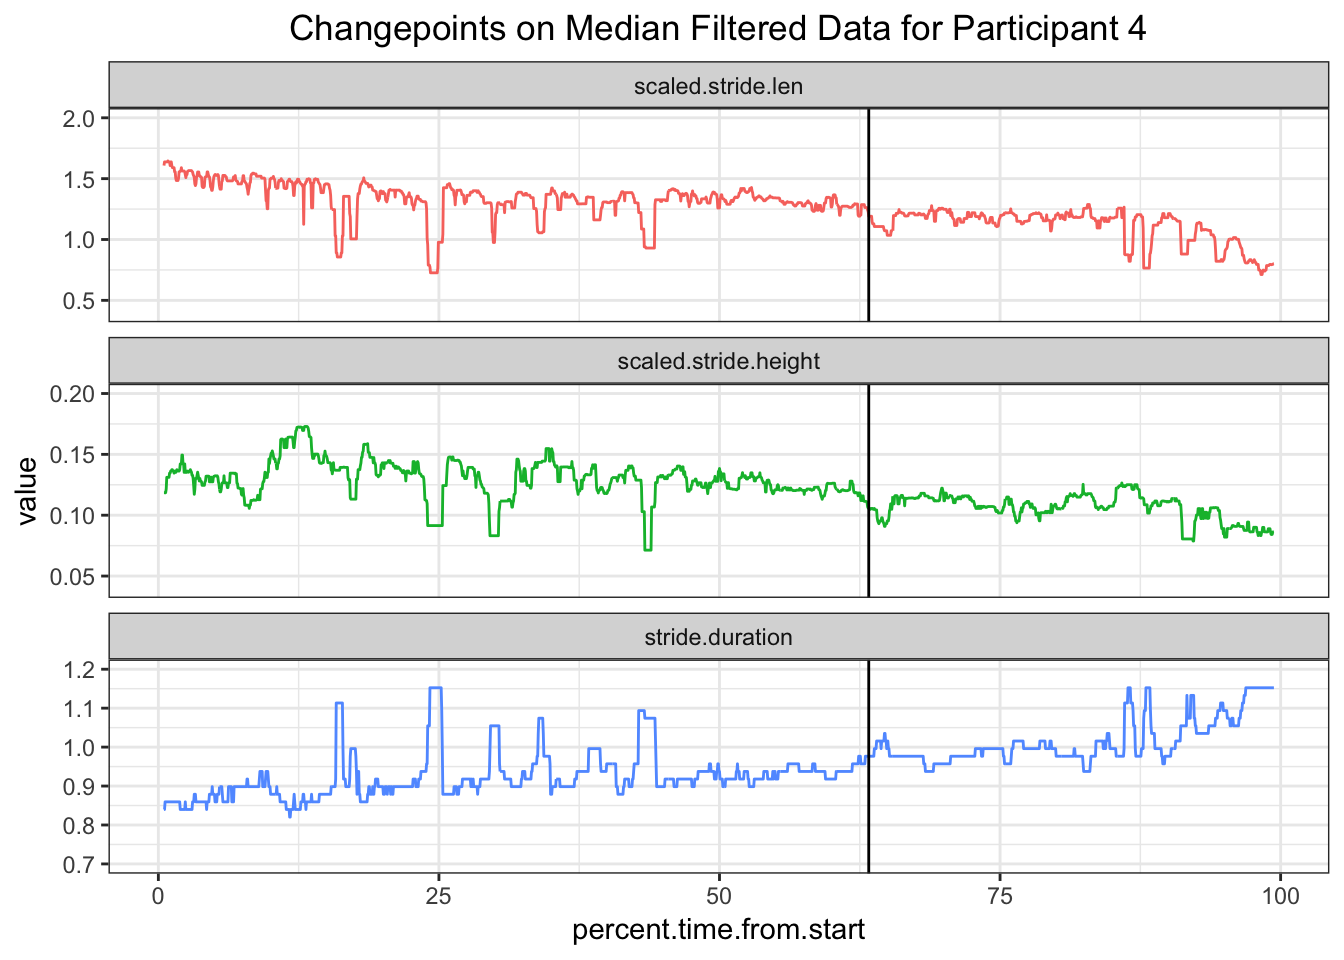 Changepoints on Median Filtered Data for Participant 4
scaled.stride.len
2.0
1.5
1.0
0.5
scaled.stride.height
0.20
0.15
0.10
0.05
value
stride.duration
1.2
1.1
1.0
0.9
0.8
0.7
0 25 50 75 100
percent.time.from.start